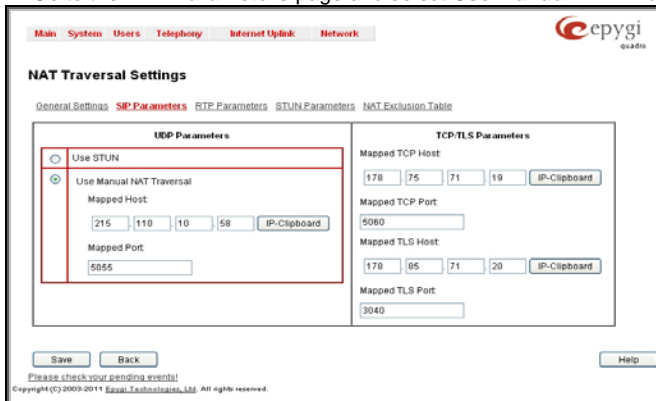 Main System Users Telephony Internet Uplink Network
epygi
quadro
NAT Traversal Settings
General Settings SIP Parameters RTP Parameters STUN Parameters NAT Exclusion Table
UDP Parameters
Use STUN
Use Manual NAT Traversal
Mapped Host:
215 . 110 . 10 . 58 IP-Clipboard
Mapped Port:
5055
TCP/TLS Parameters
Mapped TCP Host:
178 . 75 . 71 . 19 IP-Clipboard
Mapped TCP Port:
5060
Mapped TLS Host:
178 . 85 . 71 . 20 IP-Clipboard
Mapped TLS Port:
3040
Save Back Help
Please check your pending events!
Copyright (C) 2003-2011 Epygi Technologies, Ltd. All rights reserved.